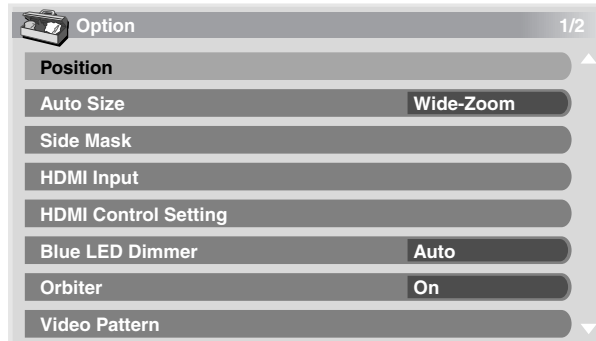 Option 1/2
Position
Auto Size Wide-Zoom
Side Mask
HDMI Input
HDMI Control Setting
Blue LED Dimmer Auto
Orbiter On
Video Pattern